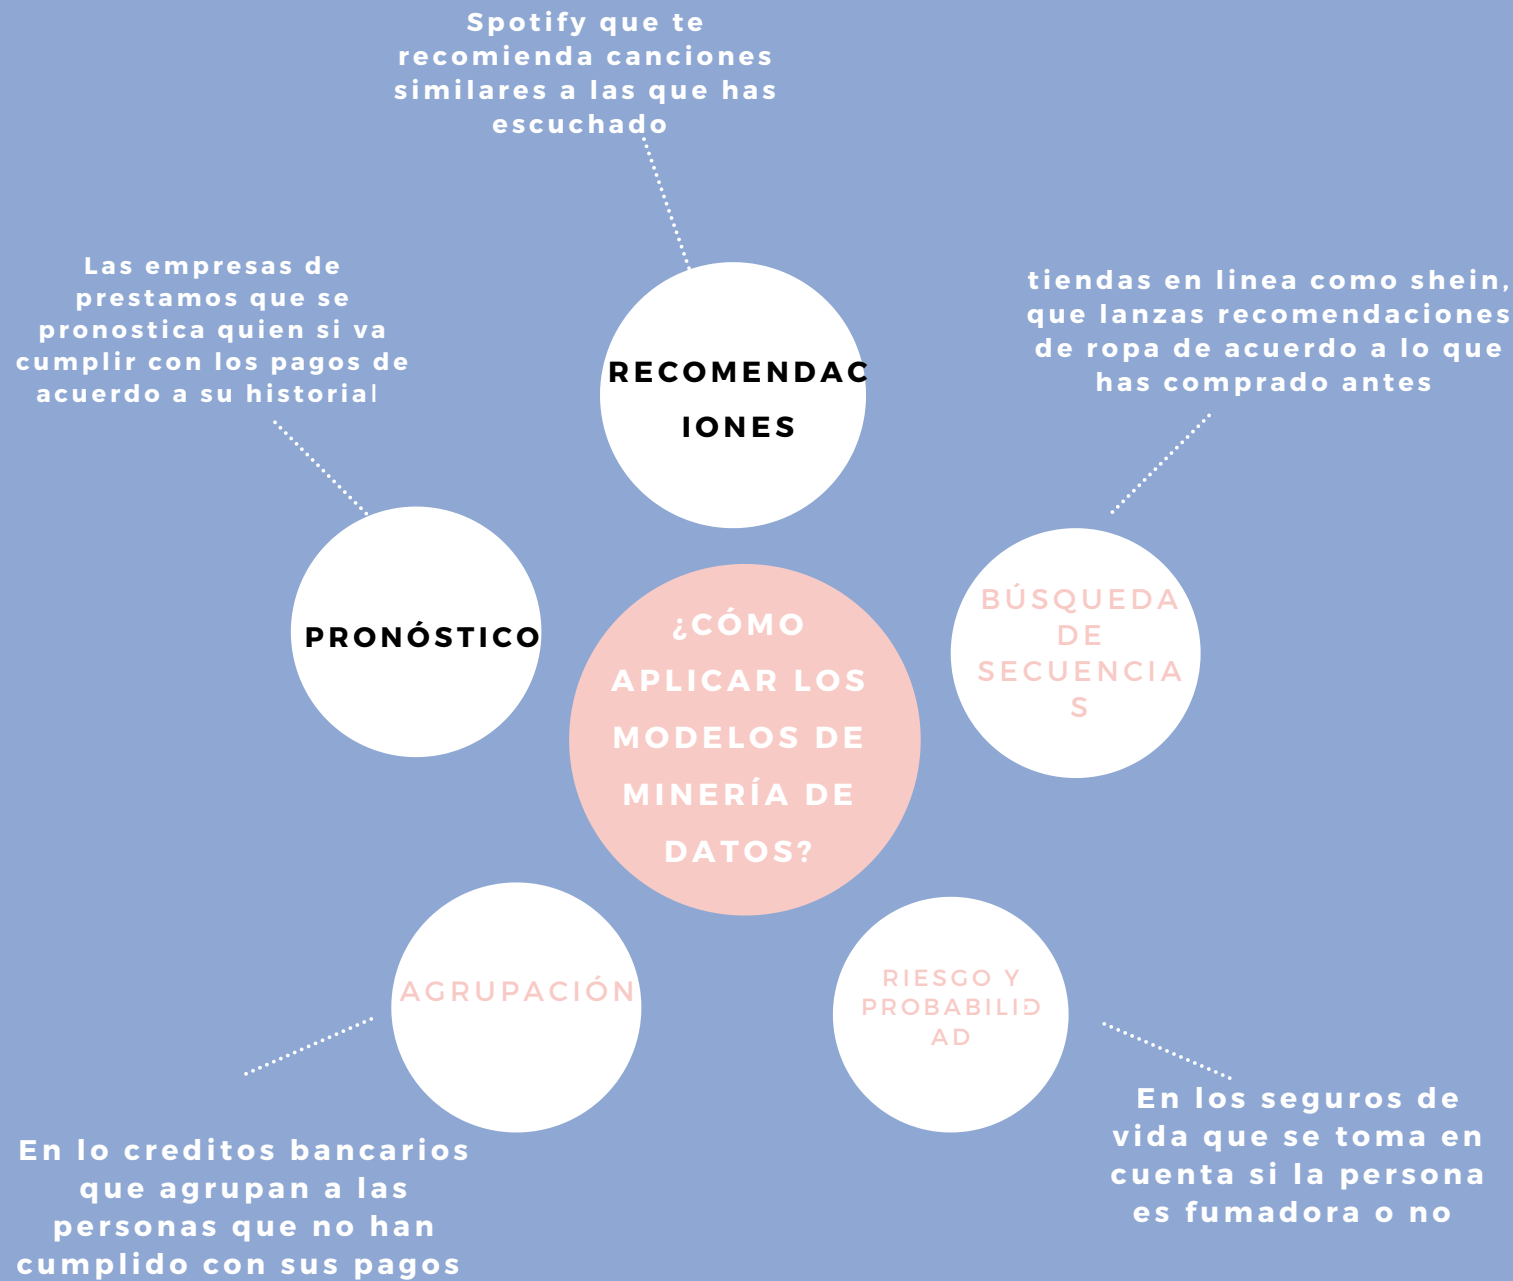 Spotify que te
recomienda canciones
similares a las que has
escuchado
Las empresas de
prestamos que se
pronostica quien si va
cumplir con los pagos de
acuerdo a su historial
tiendas en linea como shein,
que lanzas recomendaciones
de ropa de acuerdo a lo que
has comprado antes
RECOMENDAC
IONES
PRONÓSTICO
¿CÓMO
APLICAR LOS
MODELOS DE
MINERÍA DE
DATOS?
BÚSQUEDA
DE
SECUENCIA
S
AGRUPACIÓN
RIESGO Y
PROBABILID
AD
En lo creditos bancarios
que agrupan a las
personas que no han
cumplido con sus pagos
En los seguros de
vida que se toma en
cuenta si la persona
es fumadora o no